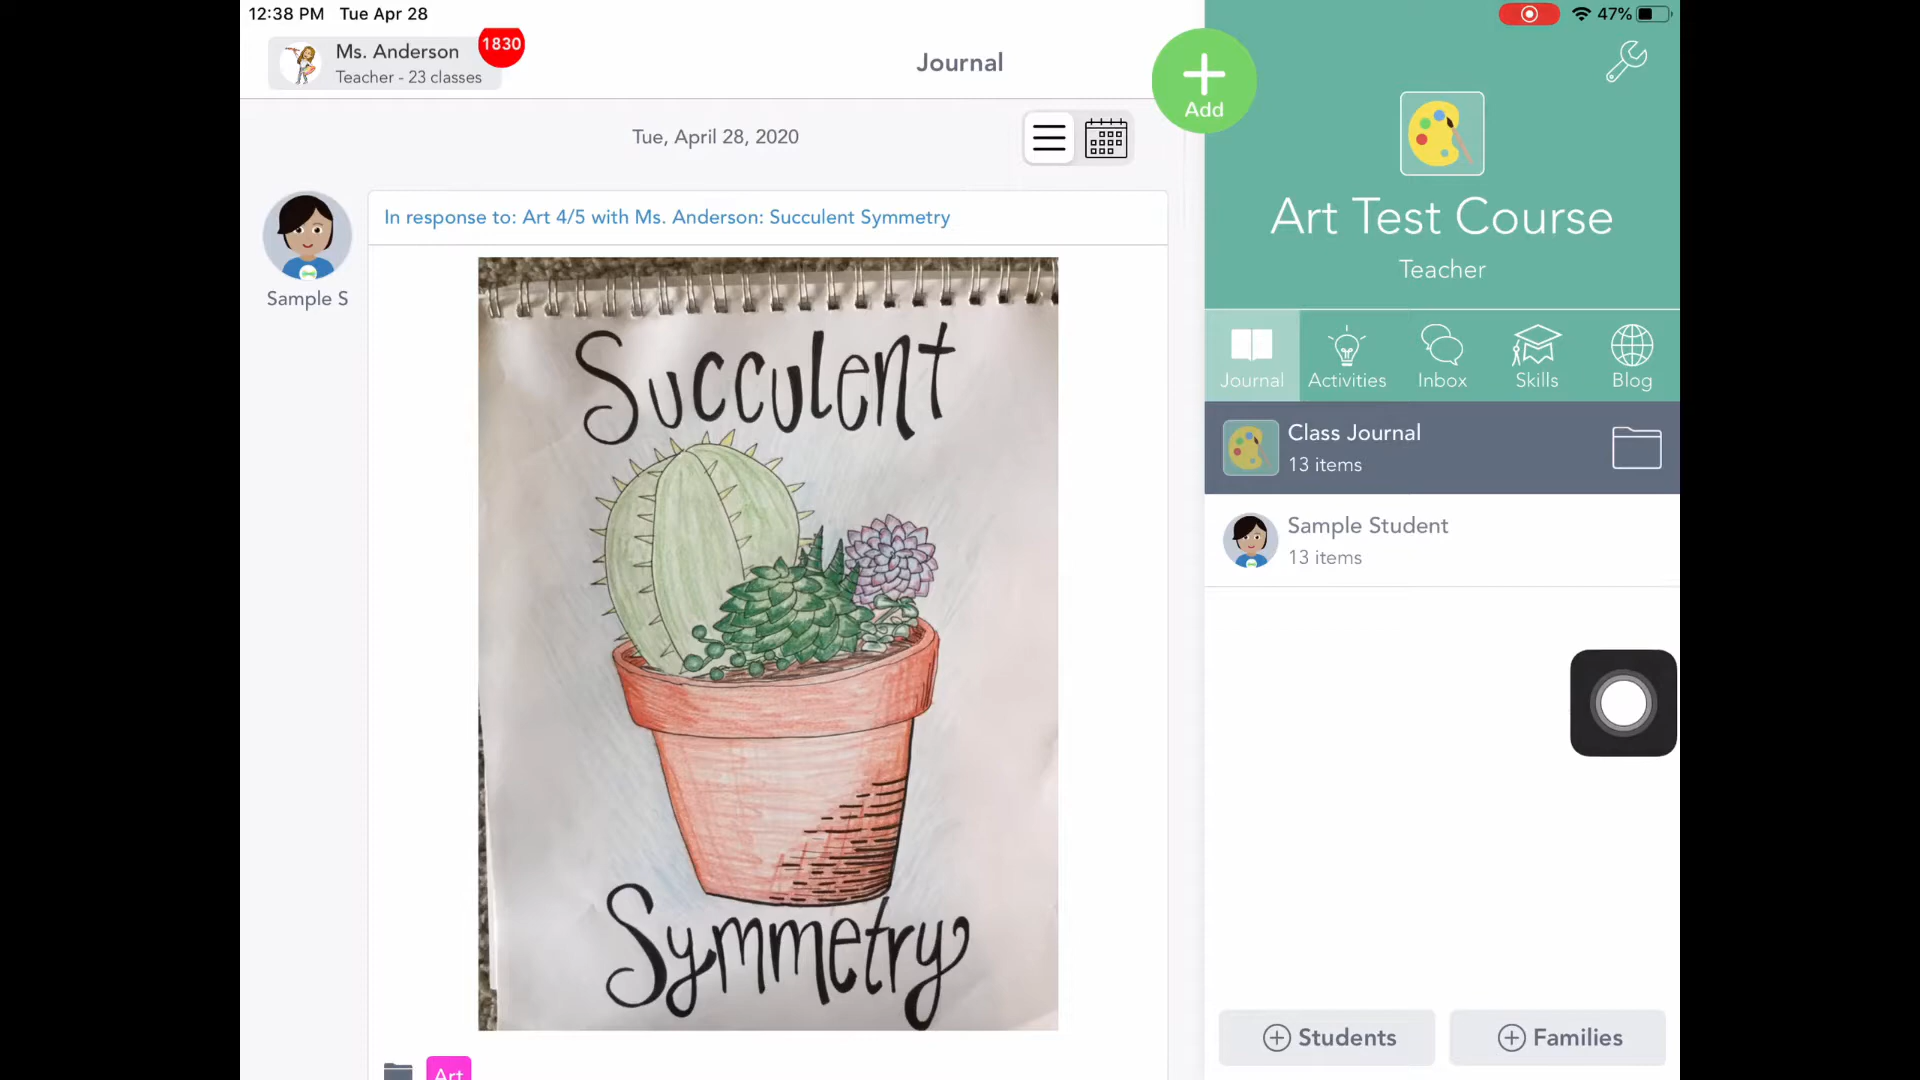 12:38 PM Tue Apr 28
47%
Ms. Anderson
Teacher - 23 classes
1830
Journal
Add
Tue, April 28, 2020
Sample S
In response to: Art 4/5 with Ms. Anderson: Succulent Symmetry
Succulent
Symmetry
Art
Art Test Course
Teacher
Journal
Activities
Inbox
Skills
Blog
Class Journal
13 items
Sample Student
13 items
Students
Families